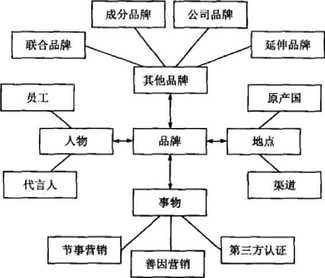 成分品牌
公司品牌
联合品牌
延伸品牌
其他品牌
员工
原产国
人物
品牌
地点
代言人
渠道
事物
节事营销
善因营销
第三方认证